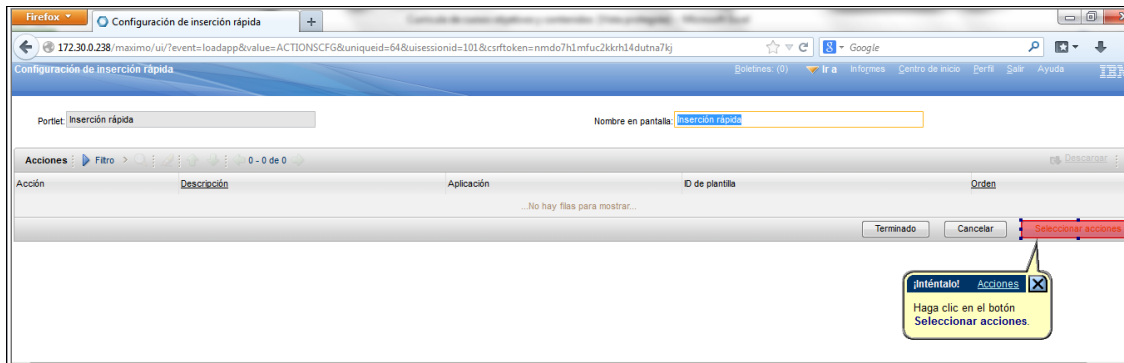 Firefox
Configuración de inserción rápida
172.30.0.238/maximo/ui/?event=loadapp&value=ACTIONSCFG&uniqueid=64&uisessionid=101&csrftoken=nmdo7h1mfuc2kkrh14dutna7kj
Google
Configuración de inserción rápida
Boletines: (0) Ir a Informes Centro de inicio Perfil Salir Ayuda IBM
Portlet: Inserción rápida
Nombre en pantalla: Inserción rápida
Acciones Filtro 0 - 0 de 0 Descargar
Acción Descripción Aplicación ID de plantilla Orden
...No hay filas para mostrar...
Terminado Cancelar Seleccionar acciones
¡Inténtalo! Acciones
Haga clic en el botón
Seleccionar acciones.